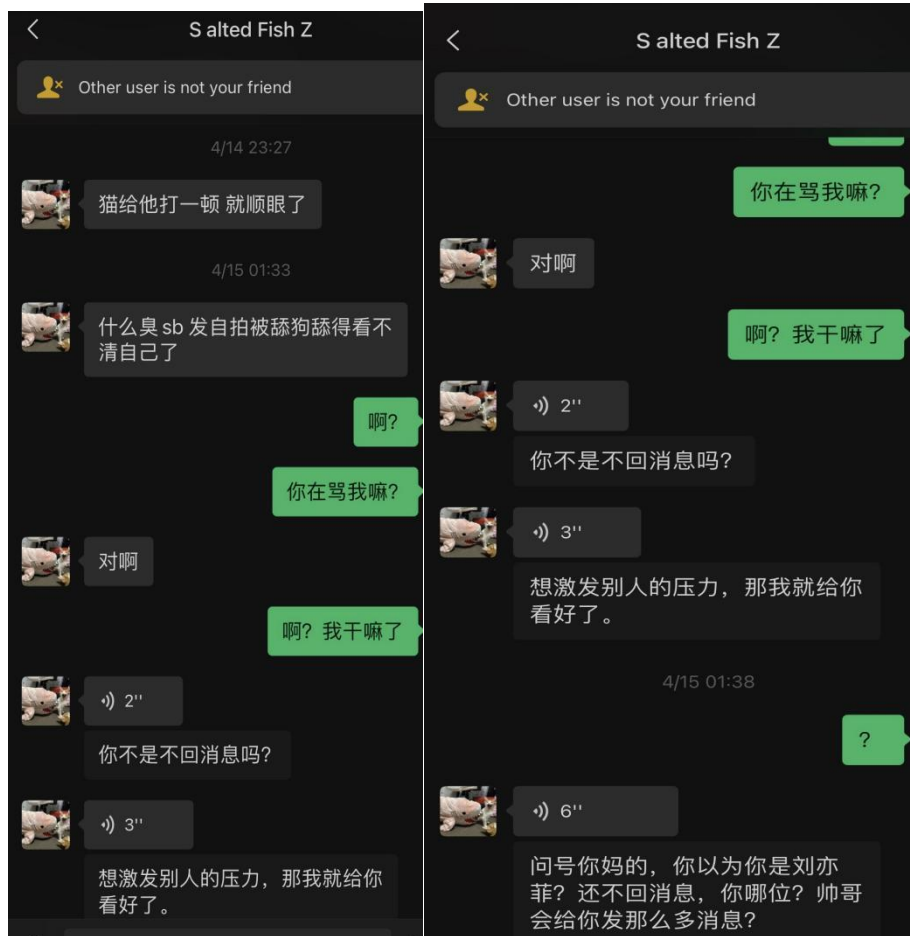 S alted Fish Z
Other user is not your friend
4/14 23:27
猫给他打一顿 就顺眼了
4/15 01:33
什么臭sb 发自拍被舔狗舔得看不
清自己了
啊?
你在骂我嘛?
对啊
啊? 我干嘛了
2''
你不是不回消息吗?
3''
想激发别人的压力，那我就给你
看好了。
S alted Fish Z
Other user is not your friend
你在骂我嘛?
对啊
啊? 我干嘛了
2''
你不是不回消息吗?
3''
想激发别人的压力，那我就给你
看好了。
4/15 01:38
?
6''
问号你妈的，你以为你是刘亦
菲? 还不回消息，你哪位? 帅哥
会给你发那么多消息?